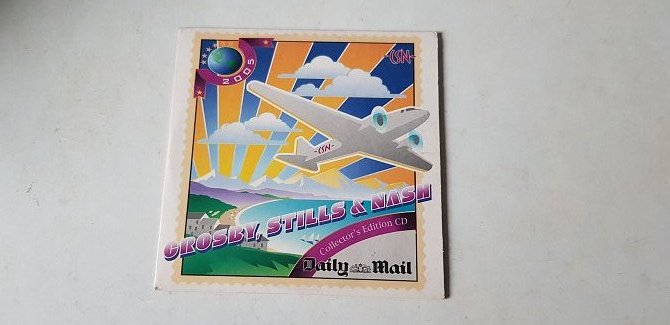 2005
CSN
CSN
CROSBY, STILLS & NASH
Collector's Edition CD
Daily Mail